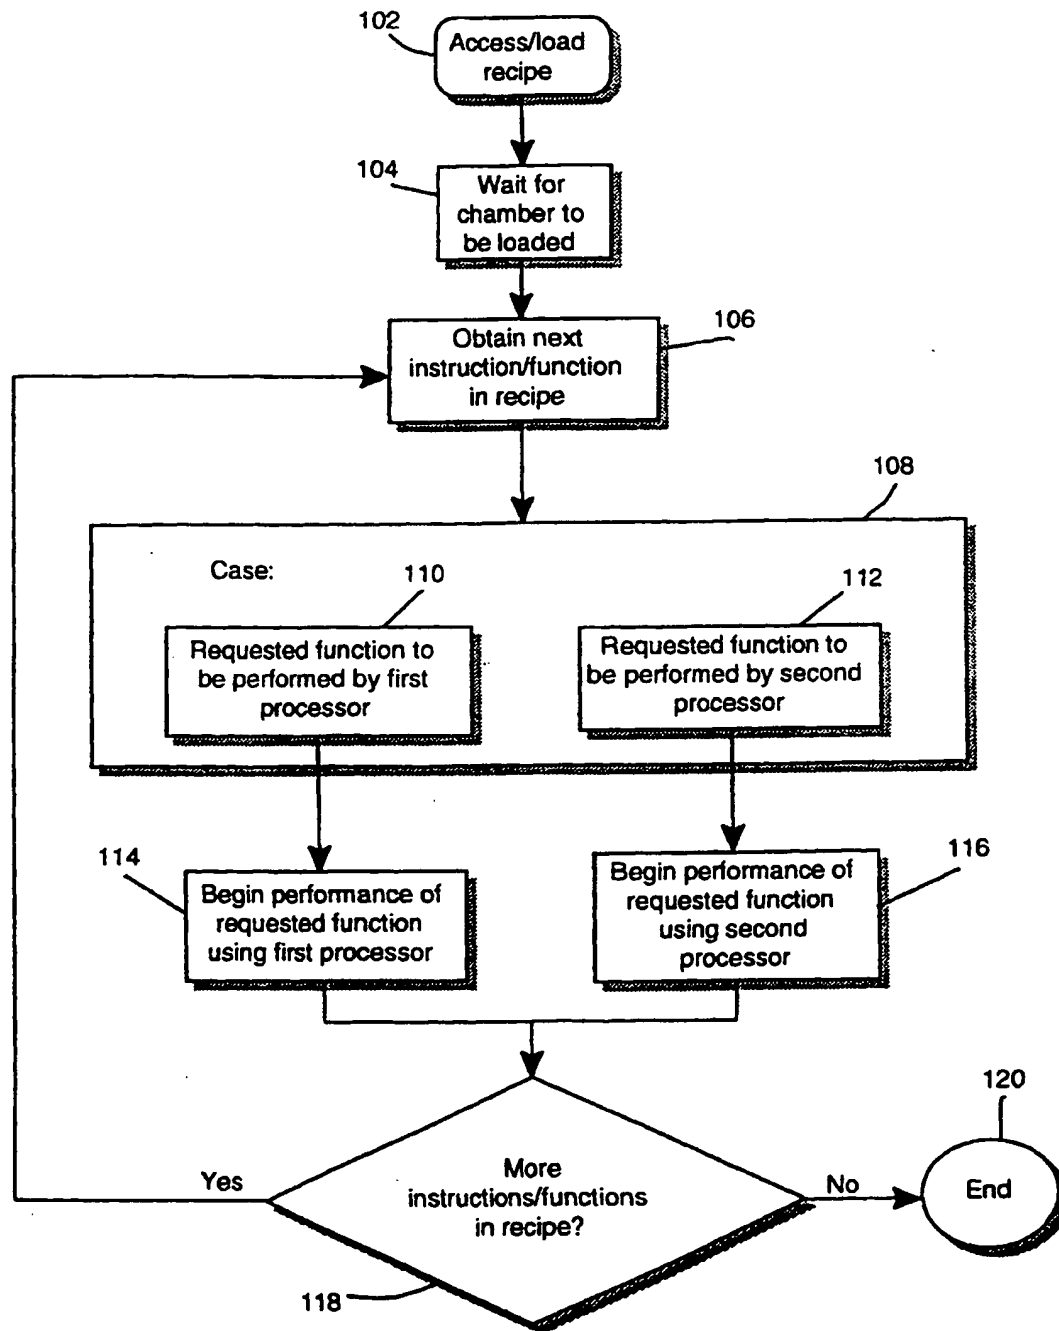 102
Access/load
recipe
104
Wait for
chamber to
be loaded
106
Obtain next
instruction/function
in recipe
108
Case:
110
112
Requested function to
be performed by first
processor
Requested function to
be performed by second
processor
114
Begin performance of
requested function
using first processor
116
Begin performance of
requested function
using second
processor
118
More
instructions/functions
in recipe?
Yes
No
120
End